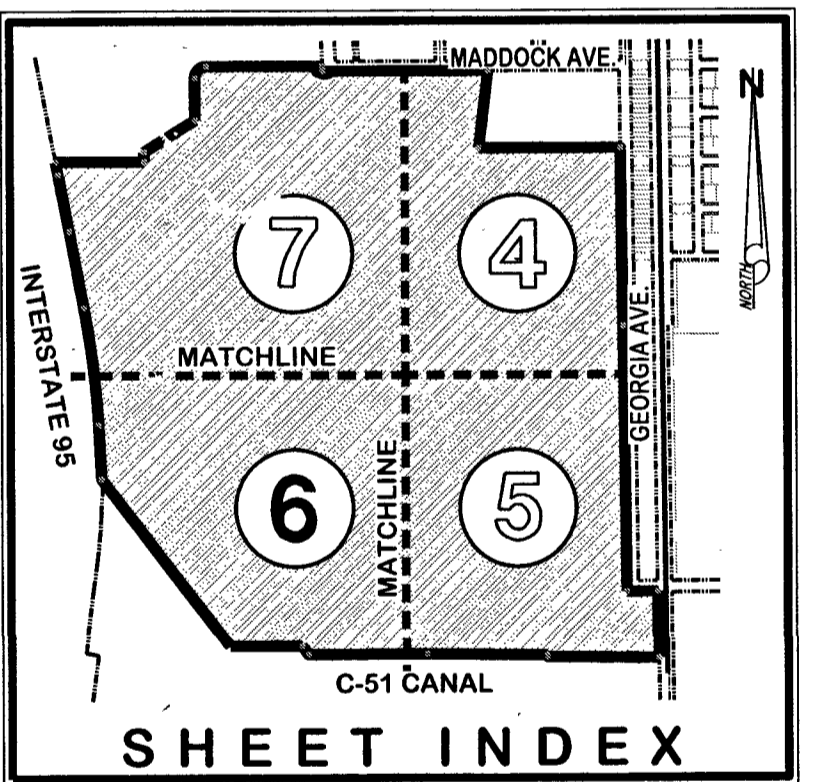 MADDOCK AVE.
N
7
4
NORTH
INTERSTATE 95
MATCHLINE
GEORGIA AVE.
6
MATCHLINE
5
C-51 CANAL
SHEET INDEX